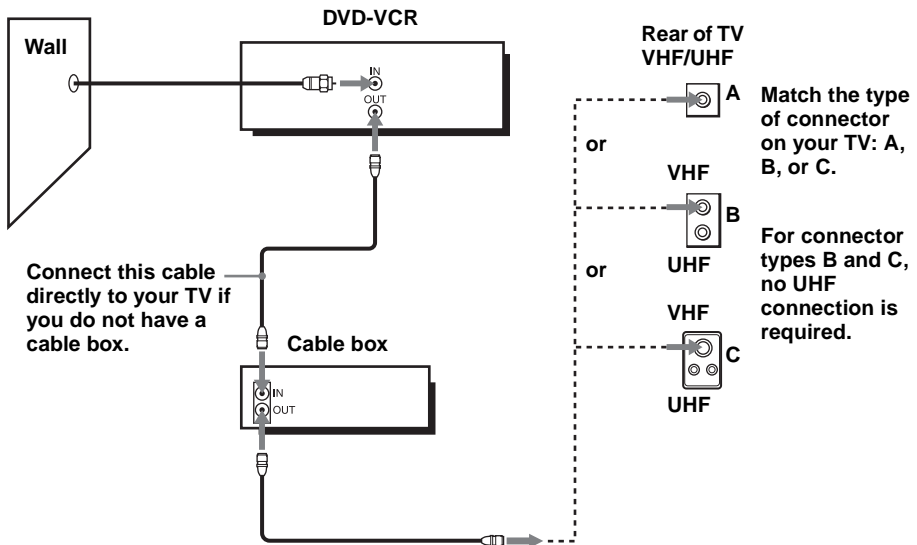 DVD-VCR
Wall
IN
OUT
Rear of TV
VHF/UHF
A
Match the type
of connector
on your TV: A,
B, or C.
or
VHF
B
UHF
For connector
types B and C,
no UHF
connection is
required.
or
VHF
C
UHF
Connect this cable
directly to your TV if
you do not have a
cable box.
Cable box
IN
OUT